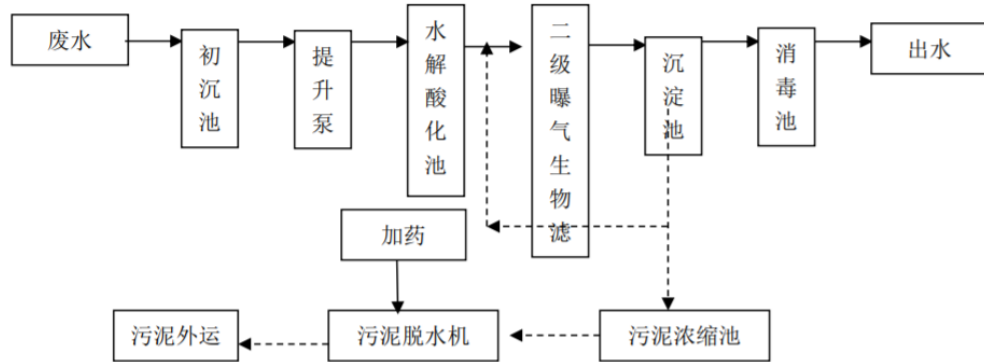 废水
初沉池
提升泵
水解酸化池
二级曝气生物滤
沉淀池
消毒池
出水
加药
污泥外运
污泥脱水机
污泥浓缩池